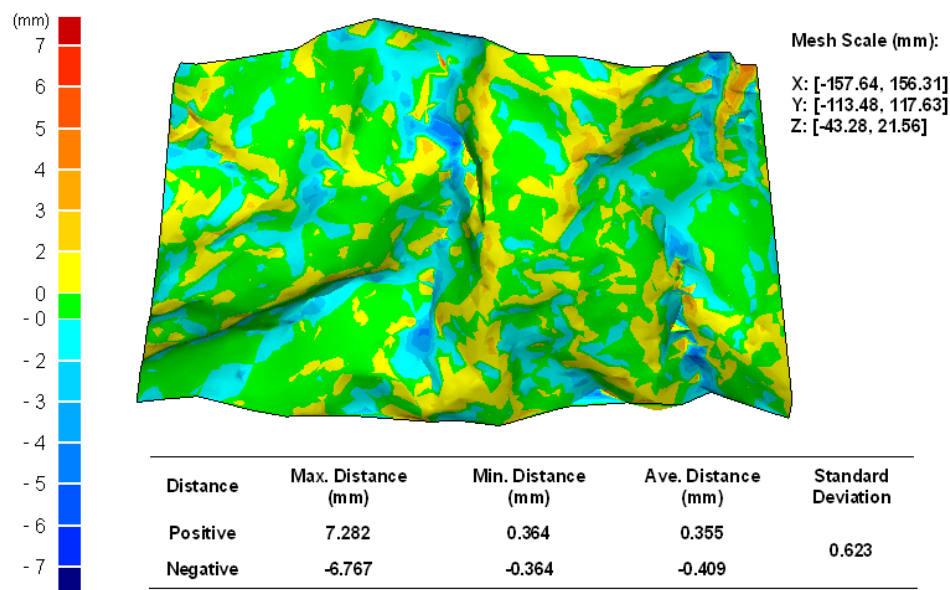 (mm)
7
6
5
4
3
2
0
- 0
- 2
- 3
- 4
- 5
- 6
- 7
Mesh Scale (mm):
X: [-157.64, 156.31]
Y: [-113.48, 117.63]
Z: [-43.28, 21.56]
Distance Max. Distance (mm) Min. Distance (mm) Ave. Distance (mm) Standard Deviation
Positive 7.282 0.364 0.355 0.623
Negative -6.767 -0.364 -0.409